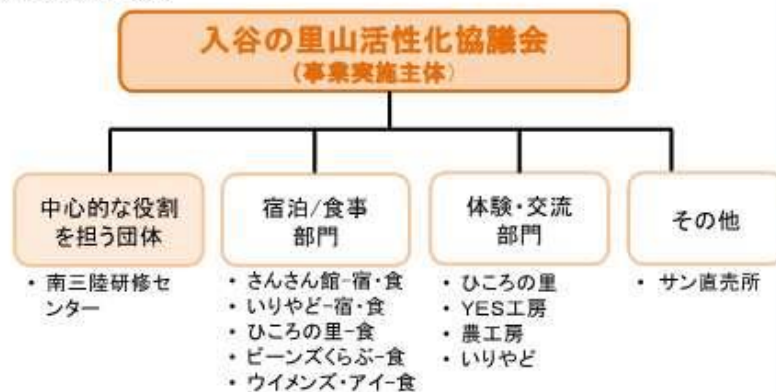 入谷の里山活性化協議会
(事業実施主体)
中心的な役割
を担う団体
・ 南三陸研修セ
ンター
宿泊/食事
部門
・ さんさん館-宿・食
・ いりやど-宿・食
・ ひころの里-食
・ ビーンズくらぶ-食
・ ウイメンズ・アイ-食
体験・交流
部門
・ ひころの里
・ YES工房
・ 農工房
・ いりやど
その他
・ サン直売所